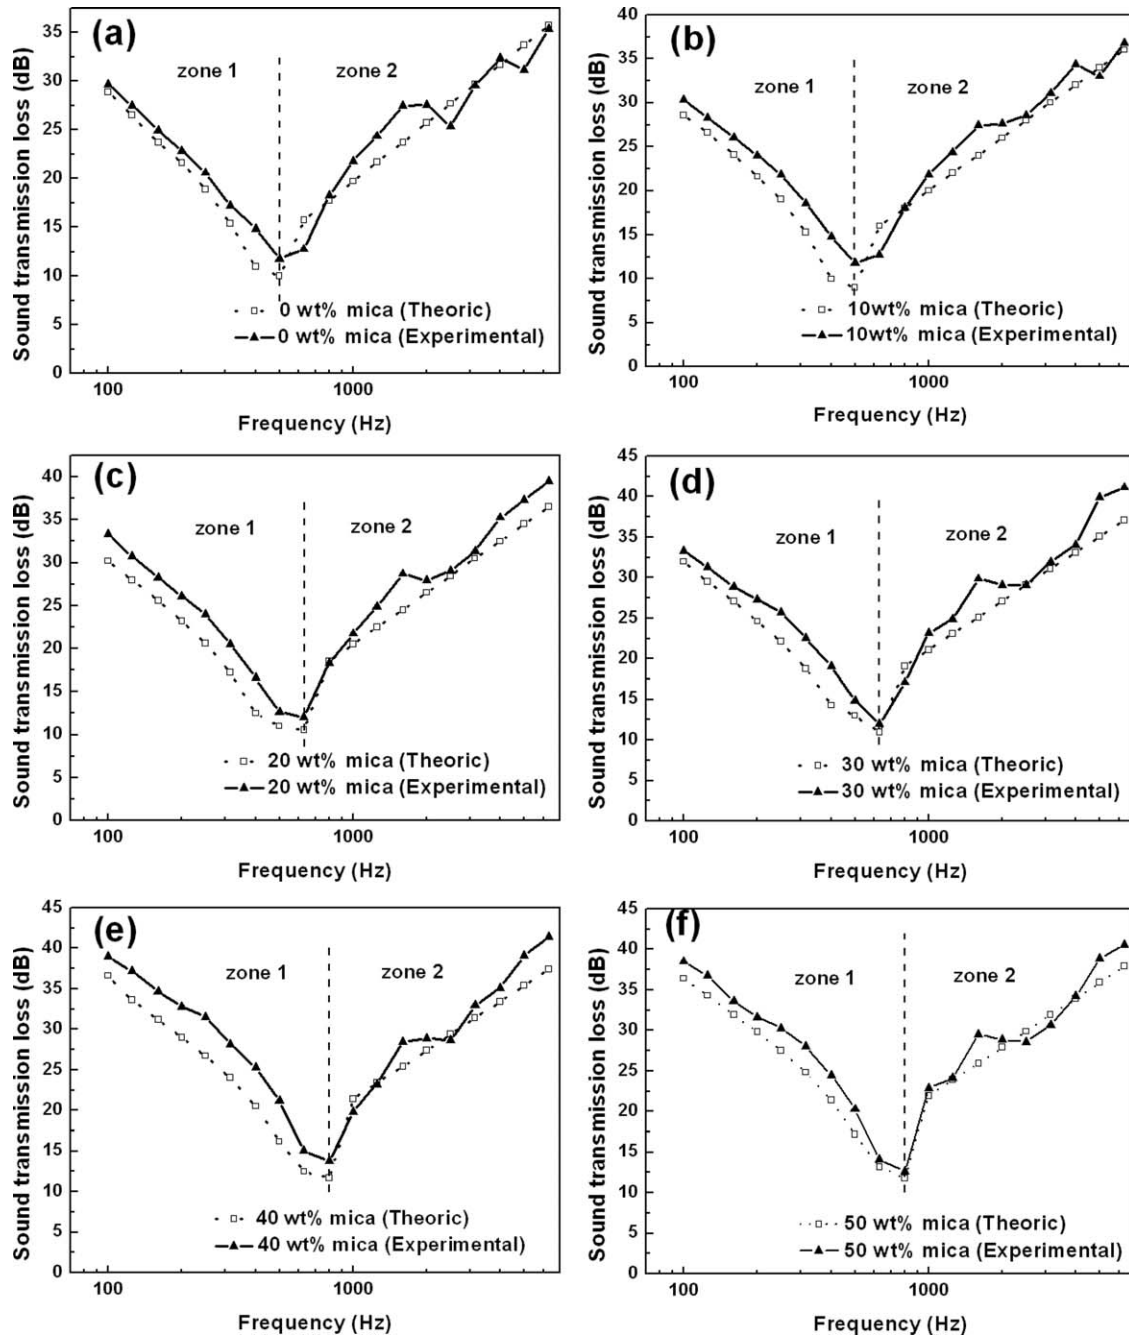 (a)
zone 1 zone 2
Sound transmission loss (dB)
35
30
25
20
15
10
5
0
0 wt% mica (Theoric)
0 wt% mica (Experimental)
100 1000
Frequency (Hz)
(b)
zone 1 zone 2
Sound transmission loss (dB)
40
35
30
25
20
15
10
5
0
10wt% mica (Theoric)
10wt% mica (Experimental)
100 1000
Frequency (Hz)
(c)
zone 1 zone 2
Sound transmission loss (dB)
40
35
30
25
20
15
10
5
0
20 wt% mica (Theoric)
20 wt% mica (Experimental)
100 1000
Frequency (Hz)
(d)
zone 1 zone 2
Sound transmission loss (dB)
45
40
35
30
25
20
15
10
5
0
30 wt% mica (Theoric)
30 wt% mica (Experimental)
100 1000
Frequency (Hz)
(e)
zone 1 zone 2
Sound transmission loss (dB)
45
40
35
30
25
20
15
10
5
0
40 wt% mica (Theoric)
40 wt% mica (Experimental)
100 1000
Frequency (Hz)
(f)
zone 1 zone 2
Sound transmission loss (dB)
45
40
35
30
25
20
15
10
5
0
50 wt% mica (Theoric)
50 wt% mica (Experimental)
100 1000
Frequency (Hz)